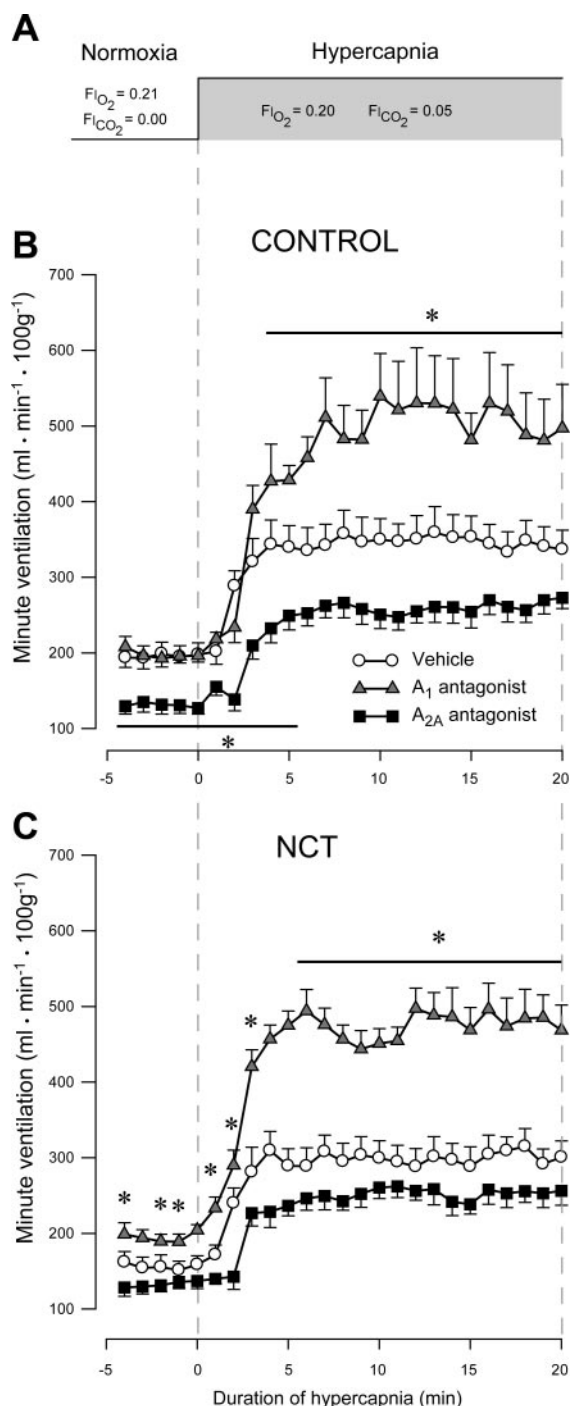 A
Normoxia Hypercapnia
FIO2 = 0.21
FICO2 = 0.00
FIO2 = 0.20 FICO2 = 0.05
B
CONTROL
700
600
500
400
300
200
100
Minute ventilation (ml · min-1 · 100g-1)
*
Vehicle
A1 antagonist
A2A antagonist
*
-5 0 5 10 15 20
C
NCT
700
600
500
400
300
200
100
Minute ventilation (ml · min-1 · 100g-1)
*
*
*
*
* * *
-5 0 5 10 15 20
Duration of hypercapnia (min)